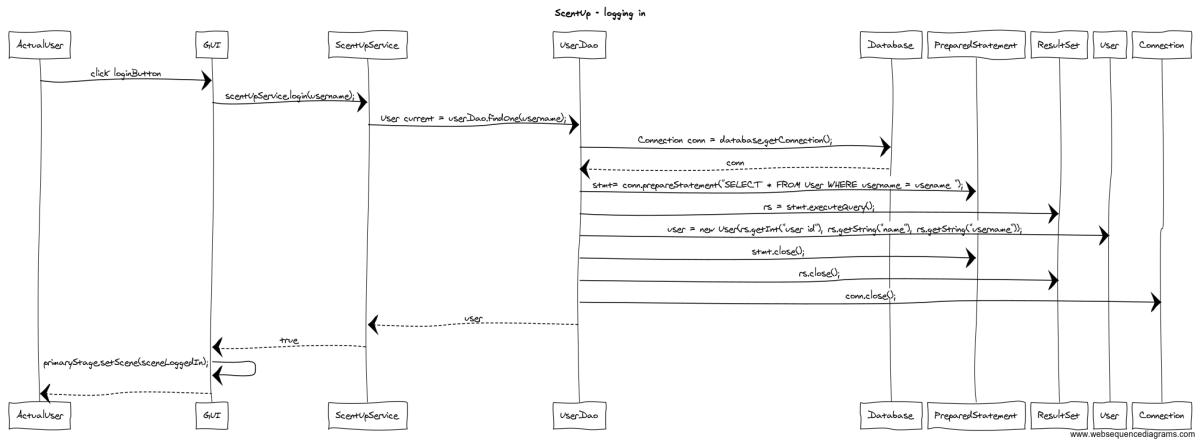 ScentUp - logging in
ActualUser GUI ScentUpService UserDao Database PreparedStatement ResultSet User Connection
click loginButton
scentUpService.login(username);
User current = userDao.findOne(username);
Connection conn = database.getConnection();
conn
stmt= conn.prepareStatement("SELECT * FROM User WHERE username = usename ");
rs = stmt.executeQuery();
user = new User(rs.getInt("user id"), rs.getString("name"), rs.getString("username"));
stmt.close();
rs.close();
conn.close();
user
true
primaryStage.setScene(sceneLoggedIn);
ActualUser GUI ScentUpService UserDao Database PreparedStatement ResultSet User Connection
www.websequencediagrams.com